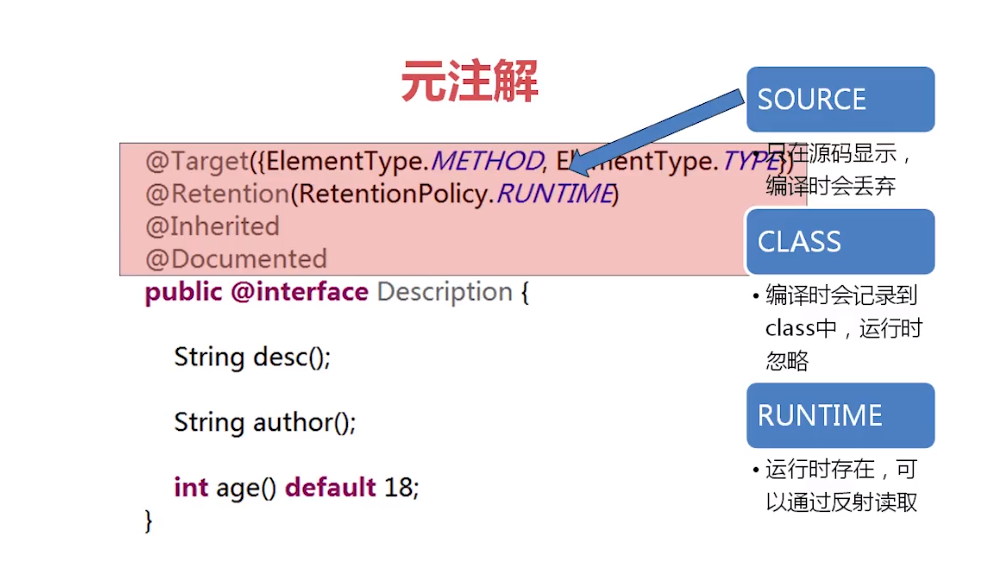 元注解
@Target({ElementType.METHOD, ElementType.TYPE})
@Retention(RetentionPolicy.RUNTIME)
@Inherited
@Documented
public @interface Description {
String desc();
String author();
int age() default 18;
}
SOURCE
• 只在源码显示，
编译时会丢弃
CLASS
• 编译时会记录到
class中，运行时
忽略
RUNTIME
• 运行时存在，可
以通过反射读取